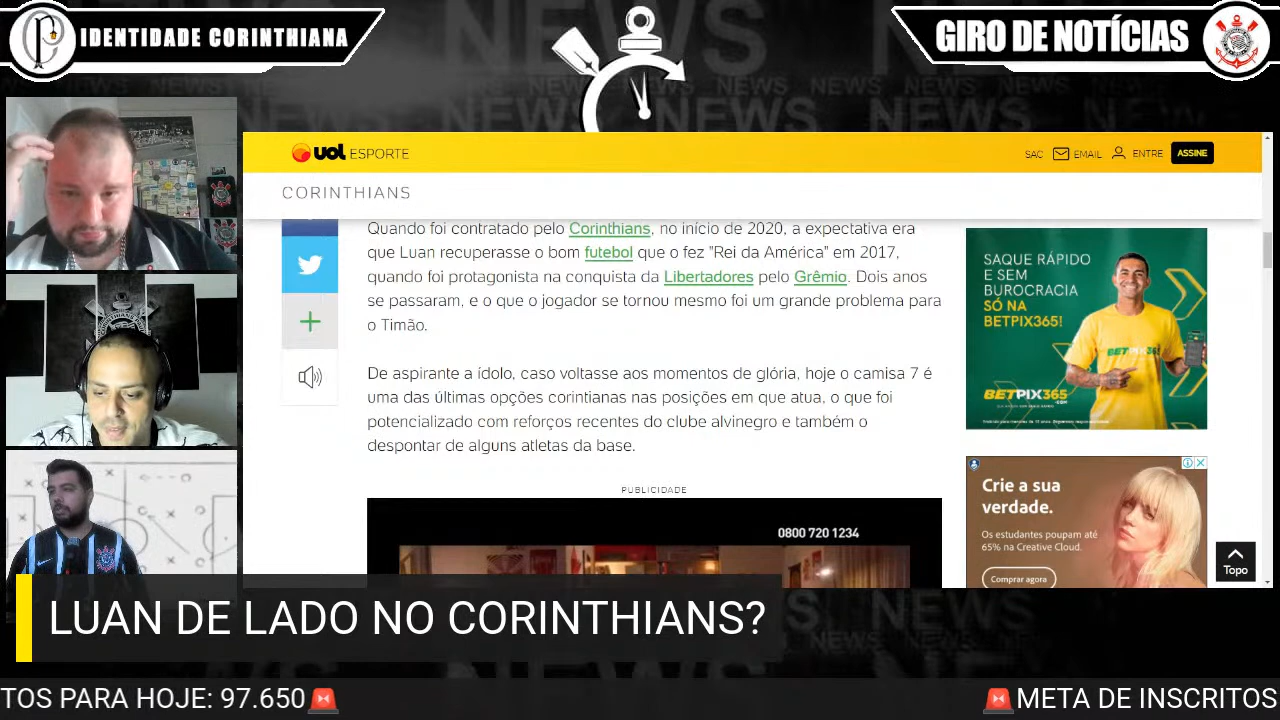 IDENTIDADE CORINTHIANA
GIRO DE NOTÍCIAS
NEWS
uol ESPORTE
SAC EMAIL ENTRE ASSINE
CORINTHIANS
Quando foi contratado pelo Corinthians, no início de 2020, a expectativa era
que Luan recuperasse o bom futebol que o fez "Rei da América" em 2017,
quando foi protagonista na conquista da Libertadores pelo Grêmio. Dois anos
se passaram, e o que o jogador se tornou mesmo foi um grande problema para
o Timão.
De aspirante a ídolo, caso voltasse aos momentos de glória, hoje o camisa 7 é
uma das últimas opções corintianas nas posições em que atua, o que foi
potencializado com reforços recentes do clube alvinegro e também o
despontar de alguns atletas da base.
PUBLICIDADE
0800 720 1234
SAQUE RÁPIDO
E SEM
BUROCRACIA
SÓ NA
BETPIX365!
BETPIX365
.COM
Crie a sua
verdade.
Os estudantes poupam até
65% na Creative Cloud.
Comprar agora
Topo
LUAN DE LADO NO CORINTHIANS?
TOS PARA HOJE: 97.650🚨
🚨META DE INSCRITOS